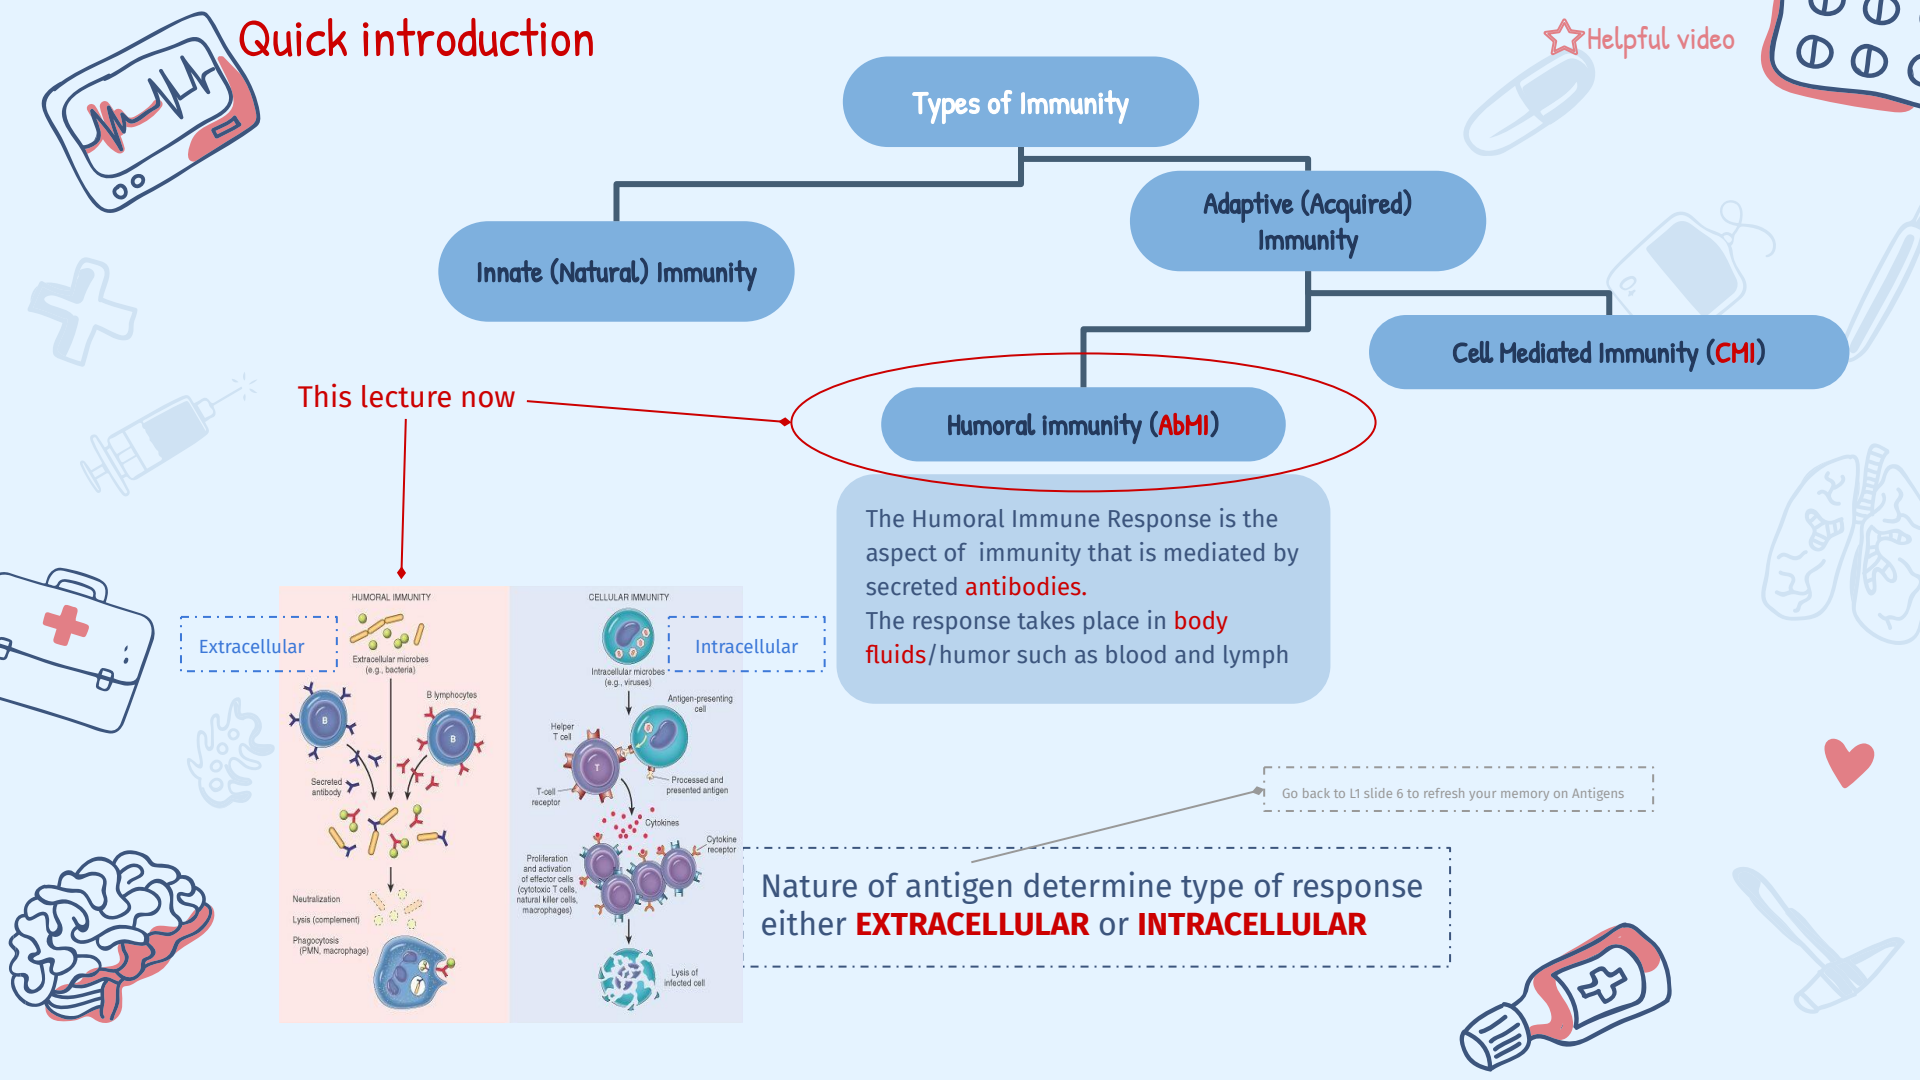 Quick introduction
Helpful video
Types of Immunity
Adaptive (Acquired)
Immunity
Innate (Natural) Immunity
Cell Mediated Immunity (CMI)
This lecture now
Humoral immunity (AbMI)
The Humoral Immune Response is the
aspect of  immunity that is mediated by
secreted antibodies.
The response takes place in body
fluids/humor such as blood and lymph
HUMORAL IMMUNITY
Extracellular
Extracellular microbes
(e.g., bacteria)
B lymphocytes
B
B
Secreted
antibody
Neutralization
Lysis (complement)
Phagocytosis
(PMN, macrophage)
CELLULAR IMMUNITY
Intracellular
Intracellular microbes
(e.g., viruses)
Antigen-presenting
cell
Helper
T cell
T
Processed and
presented antigen
T-cell
receptor
Cytokines
Cytokine
receptor
Proliferation
and activation
of effector cells
(cytotoxic T cells,
natural killer cells,
macrophages)
Lysis of
infected cell
Go back to L1 slide 6 to refresh your memory on Antigens
Nature of antigen determine type of response
either EXTRACELLULAR or INTRACELLULAR